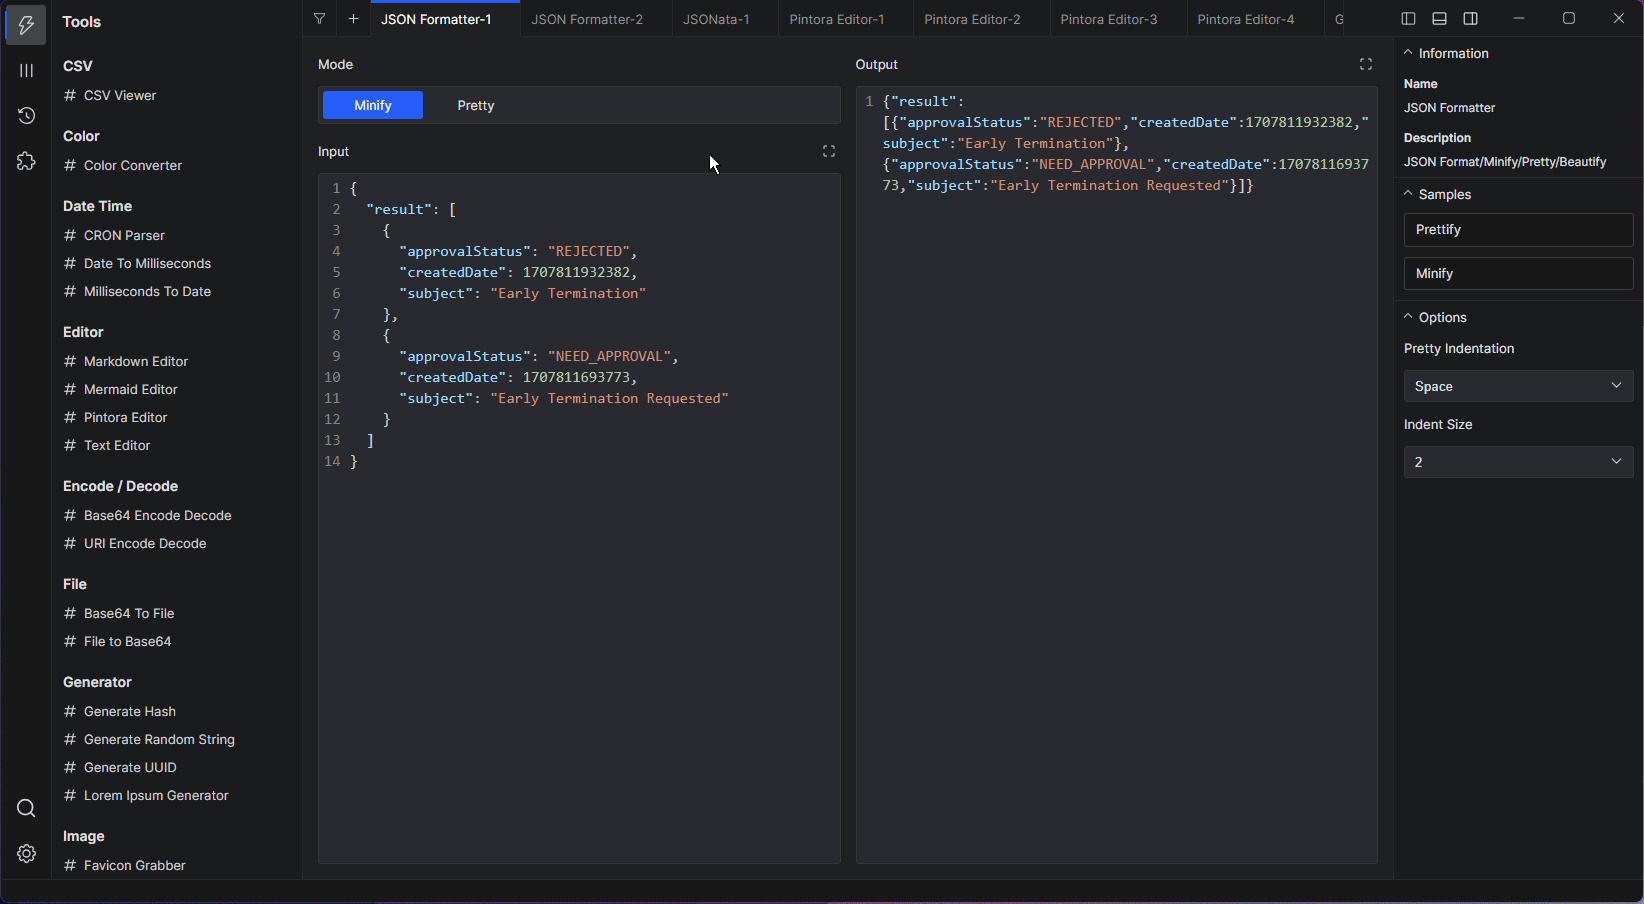 Tools
CSV
# CSV Viewer
Color
# Color Converter
Date Time
# CRON Parser
# Date To Milliseconds
# Milliseconds To Date
Editor
# Markdown Editor
# Mermaid Editor
# Pintora Editor
# Text Editor
Encode / Decode
# Base64 Encode Decode
# URI Encode Decode
File
# Base64 To File
# File to Base64
Generator
# Generate Hash
# Generate Random String
# Generate UUID
# Lorem Ipsum Generator
Image
# Favicon Grabber
JSON Formatter-1
JSON Formatter-2
JSONata-1
Pintora Editor-1
Pintora Editor-2
Pintora Editor-3
Pintora Editor-4
G
Mode
Minify
Pretty
Input
1 {
2 "result": [
3 {
4 "approvalStatus": "REJECTED",
5 "createdDate": 1707811932382,
6 "subject": "Early Termination"
7 },
8 {
9 "approvalStatus": "NEED_APPROVAL",
10 "createdDate": 1707811693773,
11 "subject": "Early Termination Requested"
12 }
13 ]
14 }
Output
1 {"result":
[{"approvalStatus":"REJECTED","createdDate":1707811932382,"
subject":"Early Termination"},
{"approvalStatus":"NEED_APPROVAL","createdDate":17078116937
73,"subject":"Early Termination Requested"}]}
Information
Name
JSON Formatter
Description
JSON Format/Minify/Pretty/Beautify
Samples
Prettify
Minify
Options
Pretty Indentation
Space
Indent Size
2